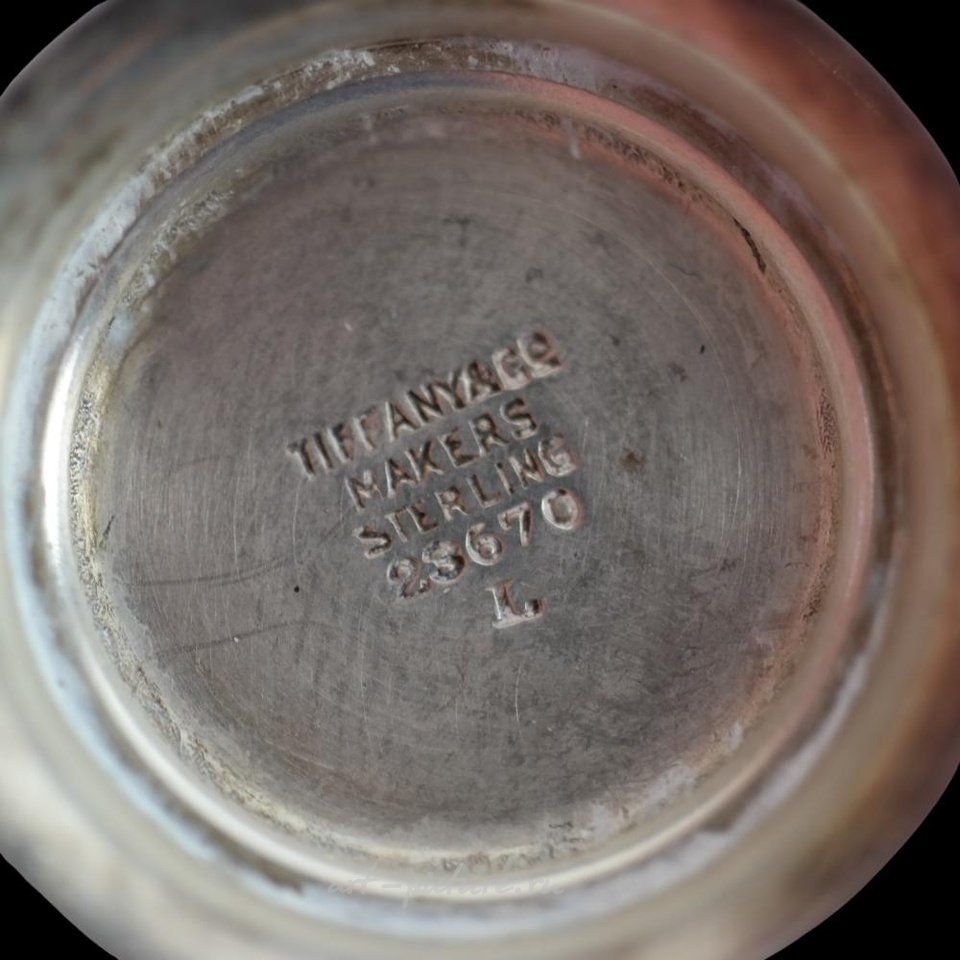 TIFFANY&Co
MAKERS
STERLING
23670
L